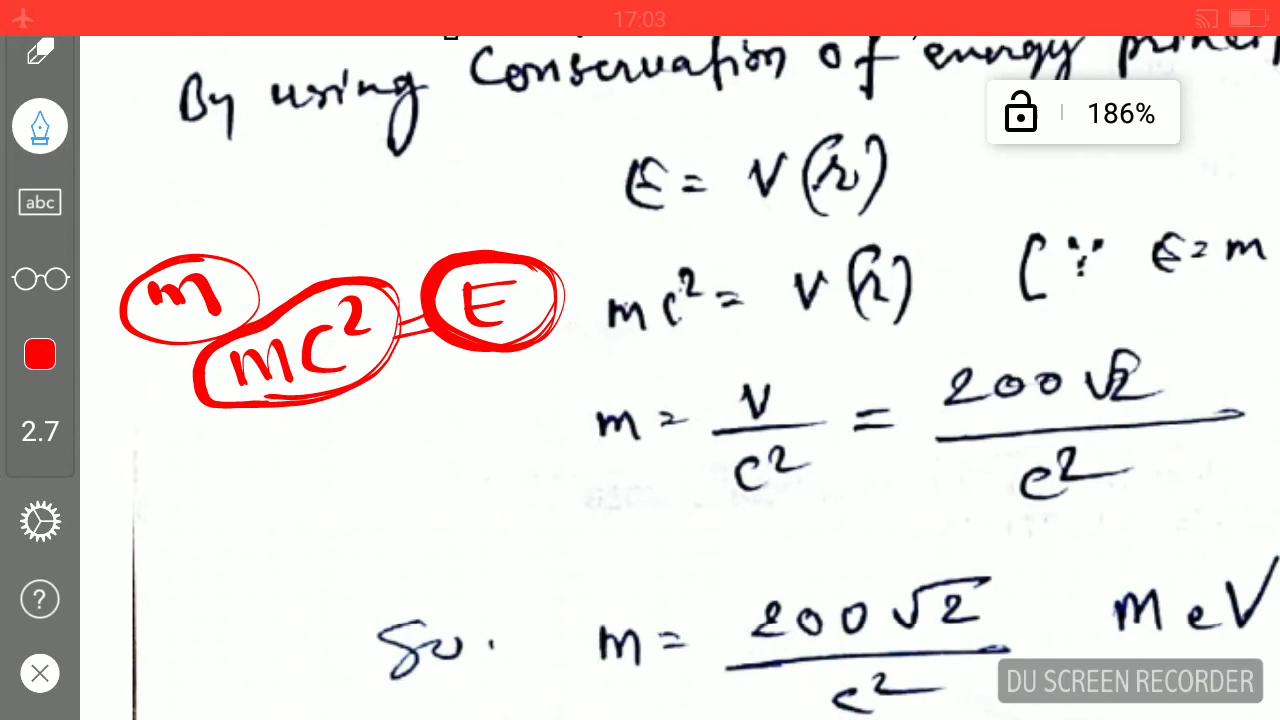 17:03
By using Conservation of energy
186%
E = V(r)
abc
mc² = V(r) [∵ E = m
m
mc² = E
m = V/c² = 200√2/c²
2.7
So. m = 200√2/c² MeV
DU SCREEN RECORDER